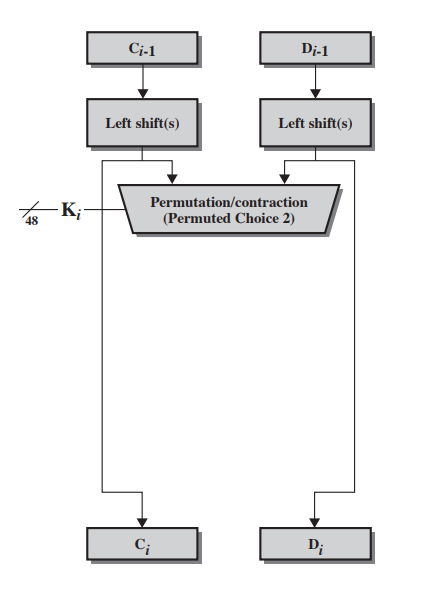 Ci-1
Di-1
Left shift(s)
Left shift(s)
Permutation/contraction
(Permuted Choice 2)
Ki
48
Ci
Di